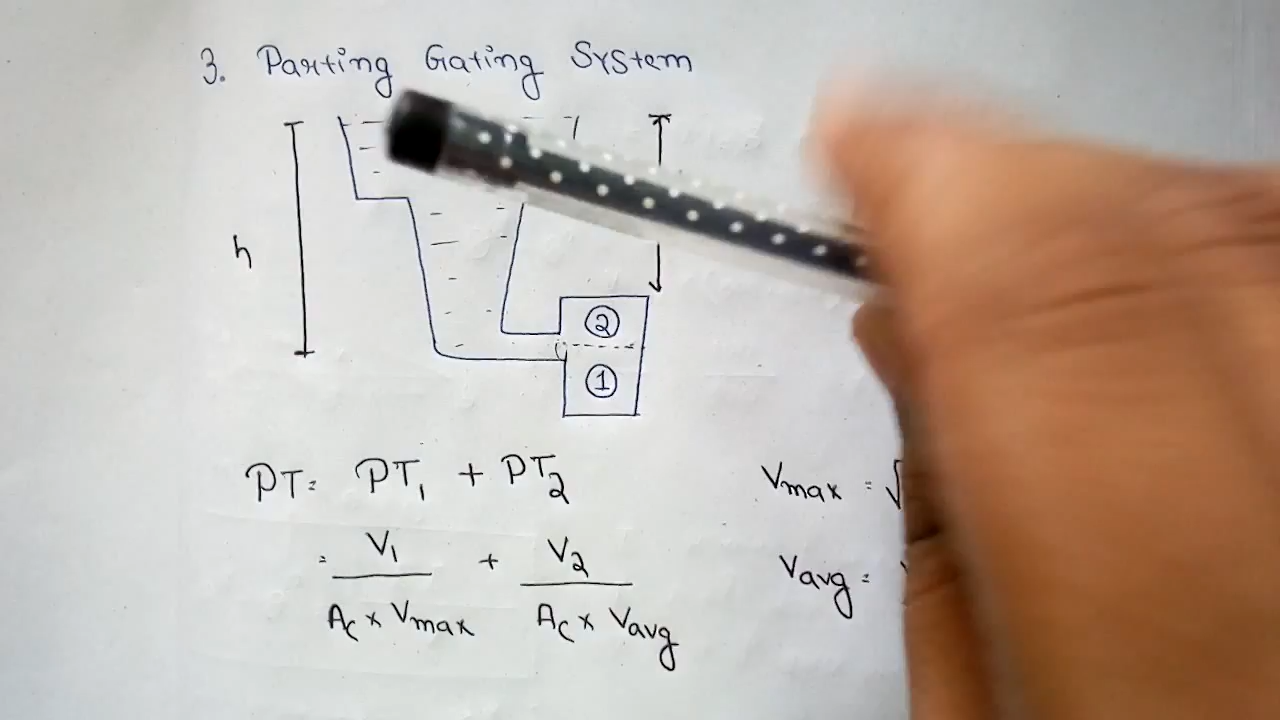 3. Parting Gating System
h
②
①
PT = PT₁ + PT₂
Vmax = √
= V₁ / Ac x Vmax + V₂ / Ac x Vavg
Vavg =